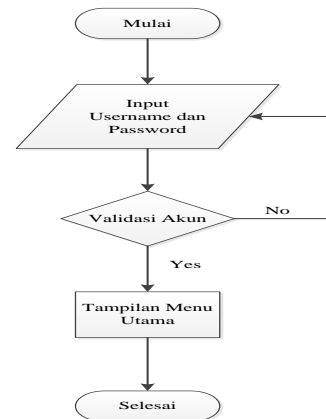 Mulai
Input
Username dan
Password
Validasi Akun
No
Yes
Tampilan Menu
Utama
Selesai